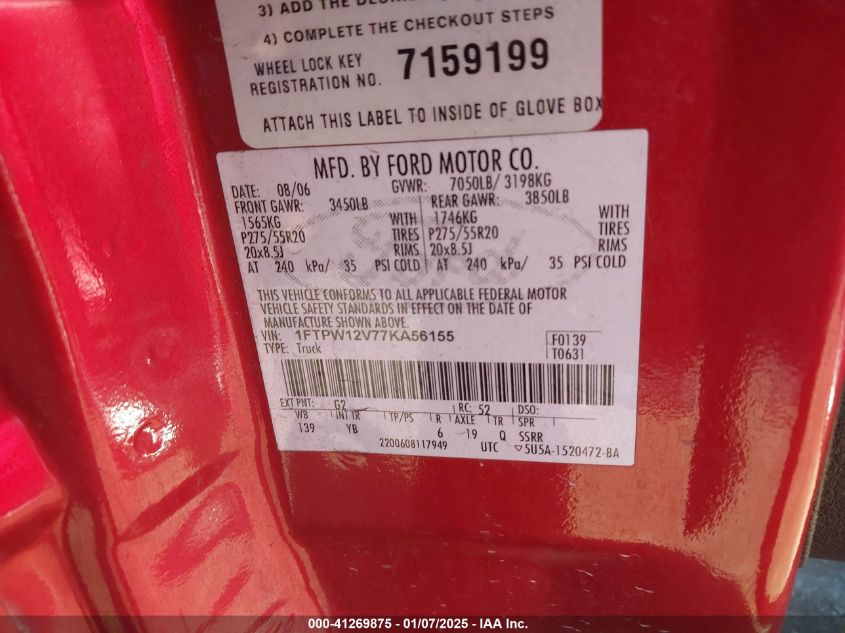 3) ADD THE
4) COMPLETE THE CHECKOUT STEPS
WHEEL LOCK KEY
REGISTRATION NO. 7159199
ATTACH THIS LABEL TO INSIDE OF GLOVE BOX
MFD. BY FORD MOTOR CO.
DATE: 08/06 GVWR: 7050LB/ 3198KG
FRONT GAWR: 3450LB REAR GAWR: 3850LB
1565KG WITH 1746KG WITH
P275/55R20 TIRES P275/55R20 TIRES
20x8.5J RIMS 20x8.5J RIMS
AT 240 kPa/ 35 PSI COLD AT 240 kPa/ 35 PSI COLD
THIS VEHICLE CONFORMS TO ALL APPLICABLE FEDERAL MOTOR
VEHICLE SAFETY STANDARDS IN EFFECT ON THE DATE OF
MANUFACTURE SHOWN ABOVE.
VIN: 1FTPW12V77KA56155 F0139
TYPE: Truck T0631
EXT PNT: G2 RC: 52 DSO:
WB INT TR TP/PS R AXLE TR SPR
139 YB 6 19 Q SSRR
2200608117949 UTC ▽5U5A-1520472-BA
000-41269875 - 01/07/2025 - IAA Inc.